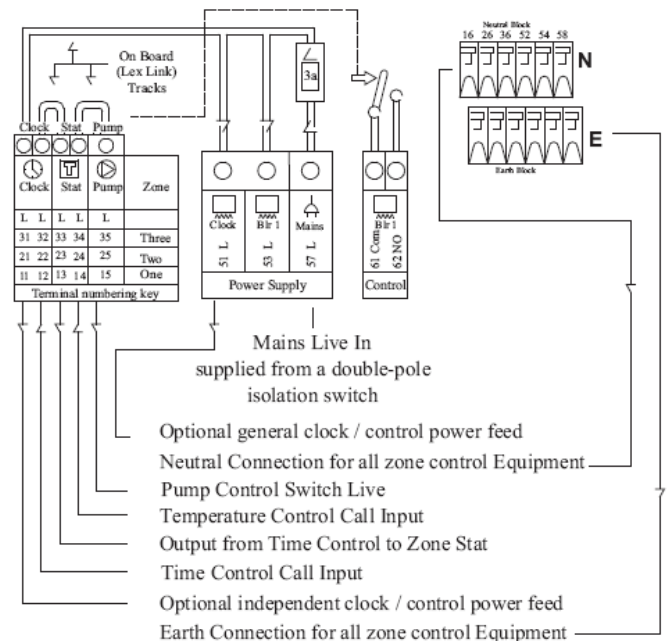 Neutral Block
16 26 36 52 54 58
N
On Board
(Lex Link)
Tracks
3a
E
Earth Block
Clock Stat Pump
Clock Stat Pump Zone
L L L L L
31 32 33 34 35 Three
21 22 23 24 25 Two
11 12 13 14 15 One
Terminal numbering key
Clock Blr 1 Mains
51 L 53 L 57 L
Power Supply
Blr 1
61 Com 62 NO
Control
Mains Live In
supplied from a double-pole
isolation switch
Optional general clock / control power feed
Neutral Connection for all zone control Equipment
Pump Control Switch Live
Temperature Control Call Input
Output from Time Control to Zone Stat
Time Control Call Input
Optional independent clock / control power feed
Earth Connection for all zone control Equipment